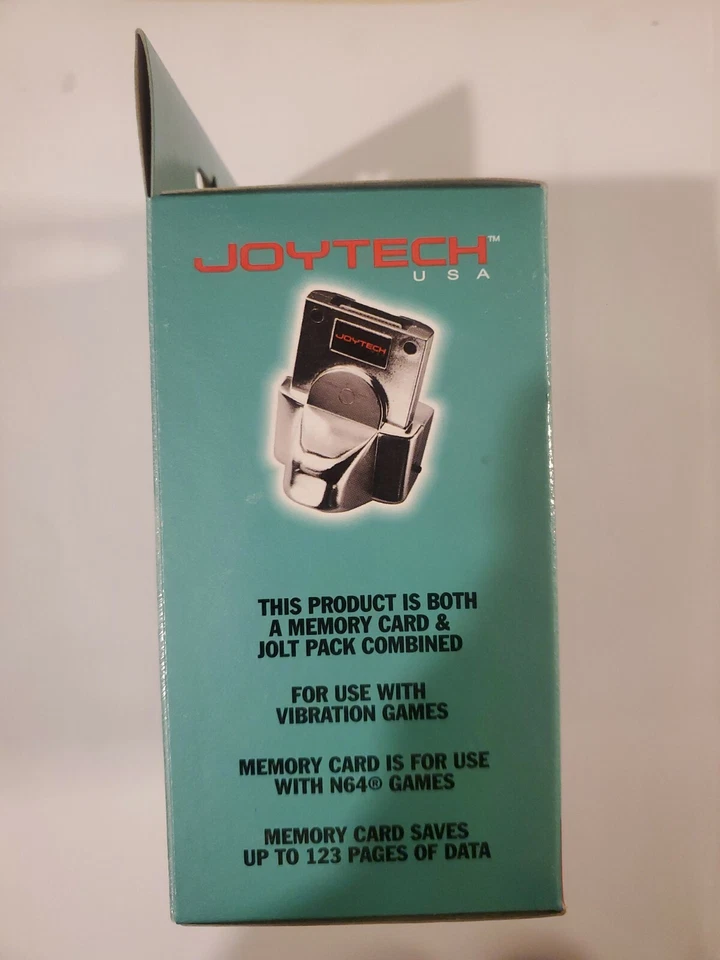 JOYTECH™
USA
JOYTECH
THIS PRODUCT IS BOTH
A MEMORY CARD &
JOLT PACK COMBINED
FOR USE WITH
VIBRATION GAMES
MEMORY CARD IS FOR USE
WITH N64® GAMES
MEMORY CARD SAVES
UP TO 123 PAGES OF DATA